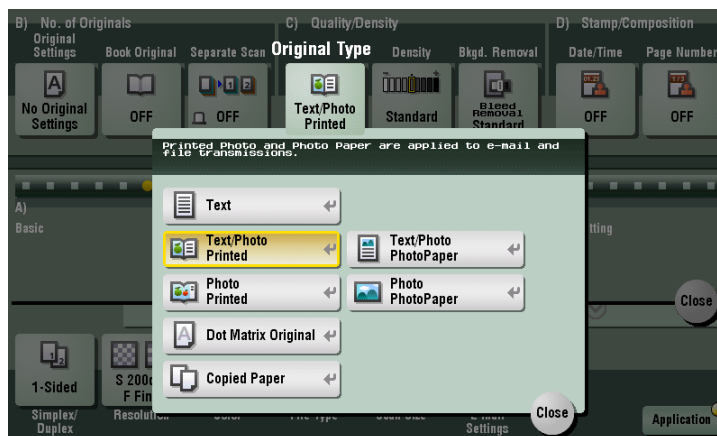 B) No. of Originals
C) Quality/Density
D) Stamp/Composition
Original
Settings
Book Original
Separate Scan
Original Type
Density
Bkgd. Removal
Date/Time
Page Number
No Original
Settings
OFF
OFF
Text/Photo
Printed
Standard
Bleed
Removal
Standard
OFF
OFF
Printed Photo and Photo Paper are applied to e-mail and
file transmissions.
A)
Basic
Text
Text/Photo
Printed
Text/Photo
PhotoPaper
Photo
Printed
Photo
PhotoPaper
Dot Matrix Original
Copied Paper
Close
Close
1-Sided
S 200
F Fin
Simplex/
Duplex
Resolution
Color
File Type
Scan Size
E-Mail
Settings
Application